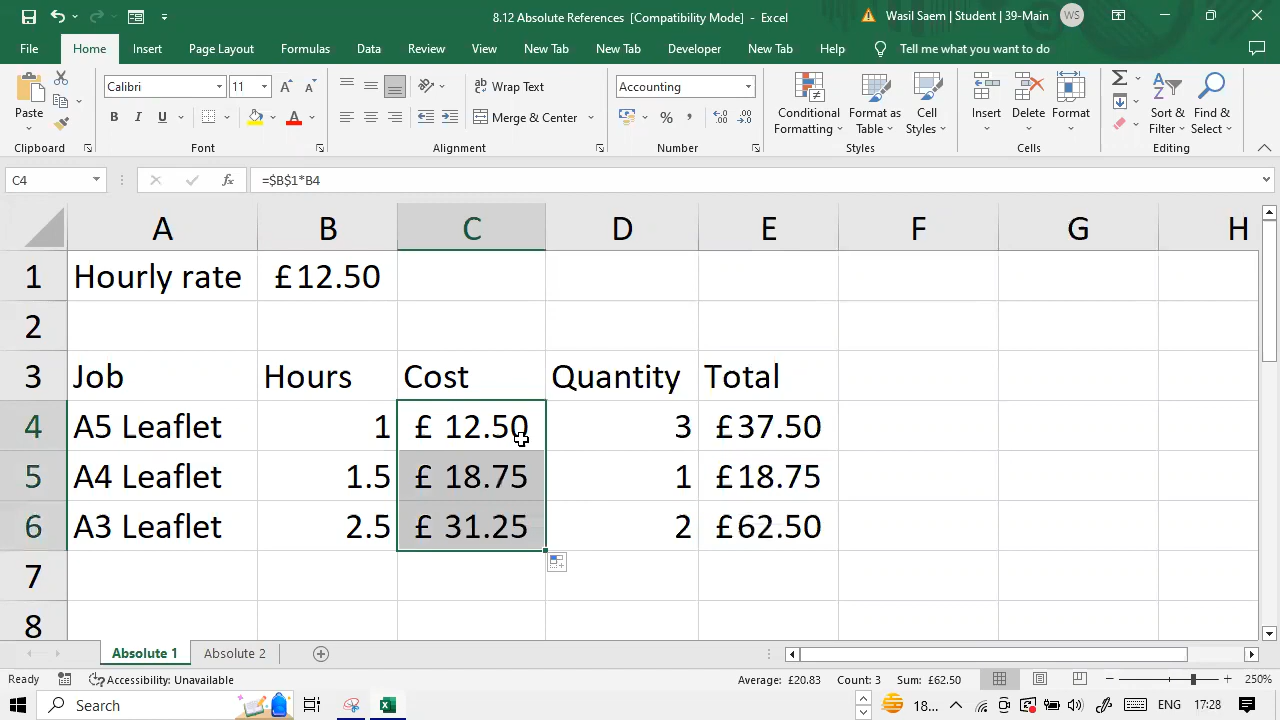 8.12 Absolute References [Compatibility Mode] - Excel
Wasil Saem | Student | 39-Main
WS
File Home Insert Page Layout Formulas Data Review View New Tab New Tab Developer New Tab Help Tell me what you want to do
Paste
Calibri 11
B I U
A
ab Wrap Text
Merge & Center
Accounting
%
Conditional Formatting
Format as Table
Cell Styles
Insert Delete Format
Sort & Filter
Find & Select
Clipboard Font Alignment Number Styles Cells Editing
C4 fx =$B$1*B4
A B C D E F G H
1 Hourly rate £12.50
2
3 Job Hours Cost Quantity Total
4 A5 Leaflet 1 £ 12.50 3 £37.50
5 A4 Leaflet 1.5 £ 18.75 1 £18.75
6 A3 Leaflet 2.5 £ 31.25 2 £62.50
7
8
Absolute 1 Absolute 2
Ready Accessibility: Unavailable Average: £20.83 Count: 3 Sum: £62.50 250%
Search 18... ENG 17:28